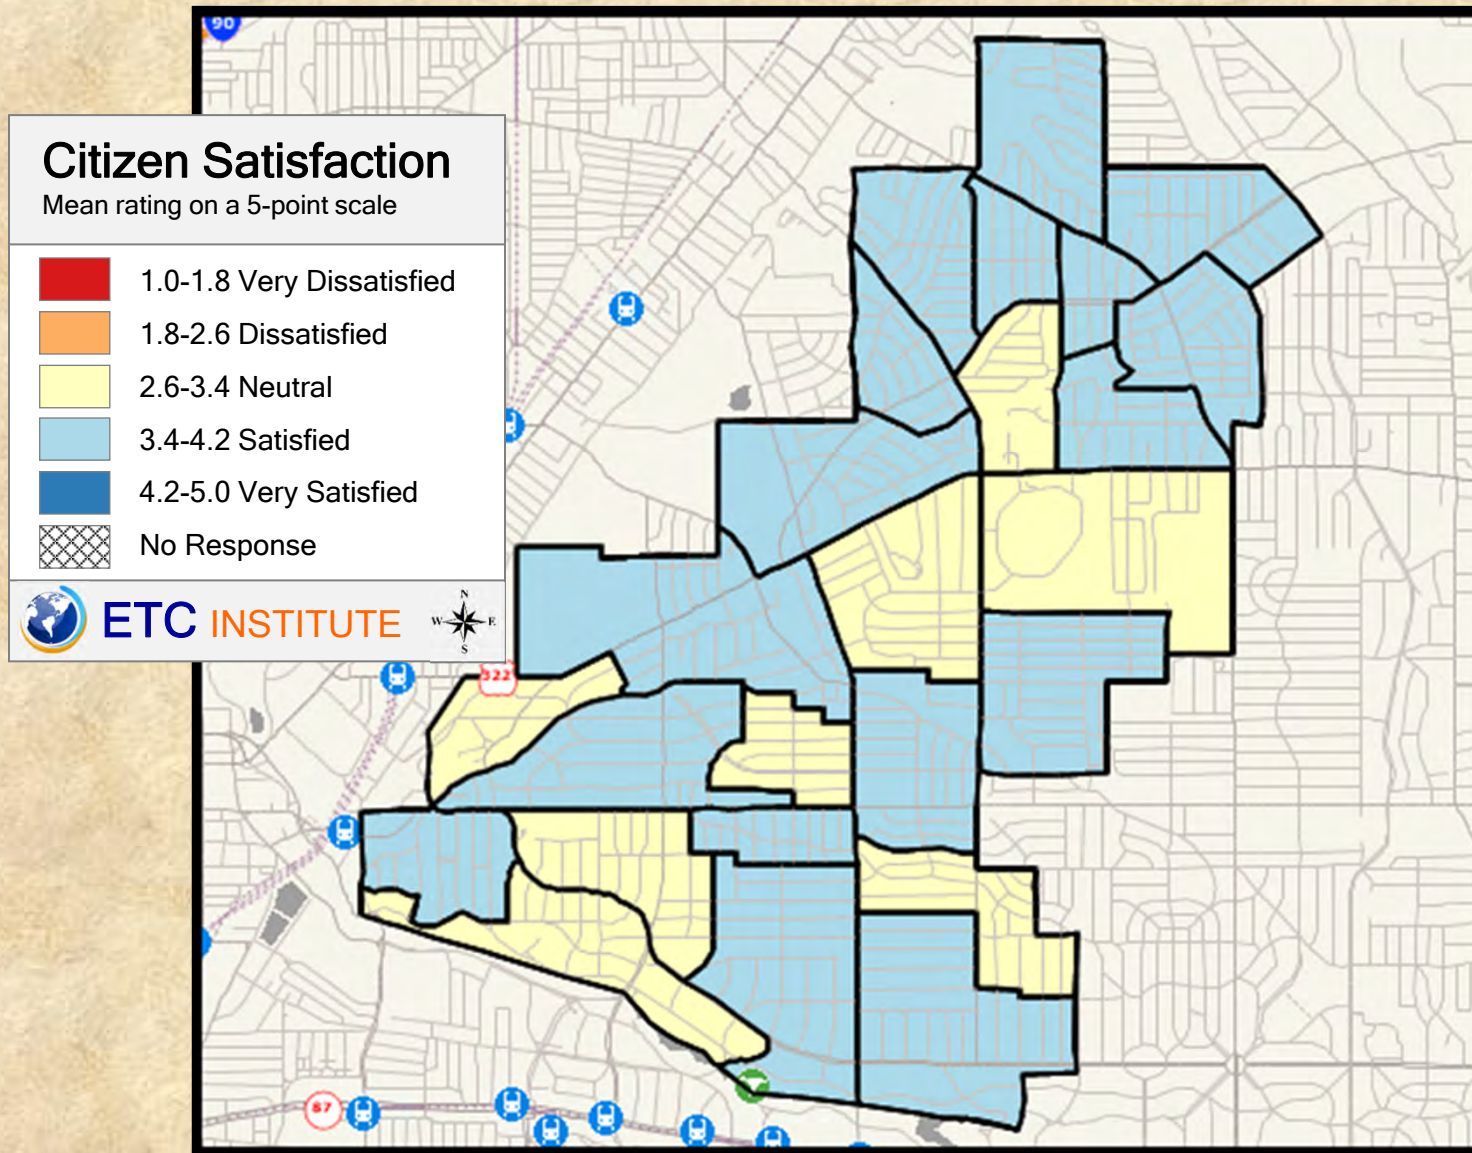 90
Citizen Satisfaction
Mean rating on a 5-point scale
1.0-1.8 Very Dissatisfied
1.8-2.6 Dissatisfied
2.6-3.4 Neutral
3.4-4.2 Satisfied
4.2-5.0 Very Satisfied
No Response
ETC INSTITUTE
N
W E
S
322
87